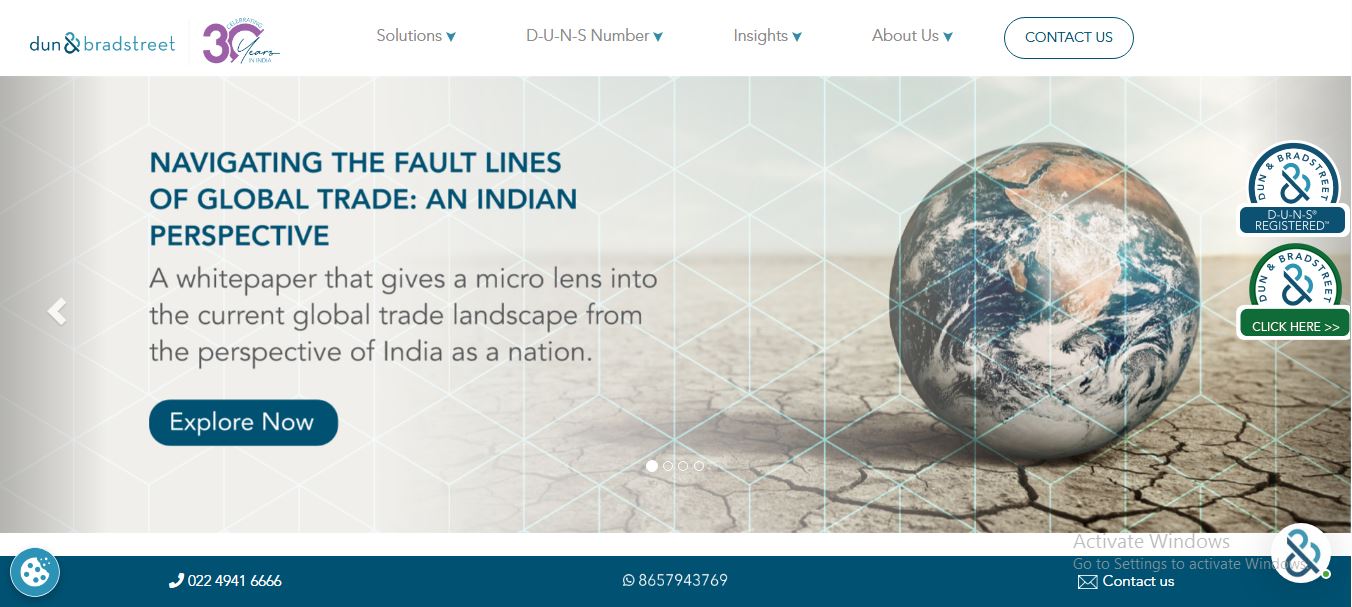 dun & bradstreet
CELEBRATING
30
Years
IN INDIA
Solutions
D-U-N-S Number
Insights
About Us
CONTACT US
NAVIGATING THE FAULT LINES
OF GLOBAL TRADE: AN INDIAN
PERSPECTIVE
A whitepaper that gives a micro lens into
the current global trade landscape from
the perspective of India as a nation.
Explore Now
DUN & BRADSTREET
&
D-U-N-S®
REGISTERED™
DUN & BRADSTREET
&
CLICK HERE >>
Activate Windows
Go to Settings to activate Windows.
&
022 4941 6666
8657943769
Contact us